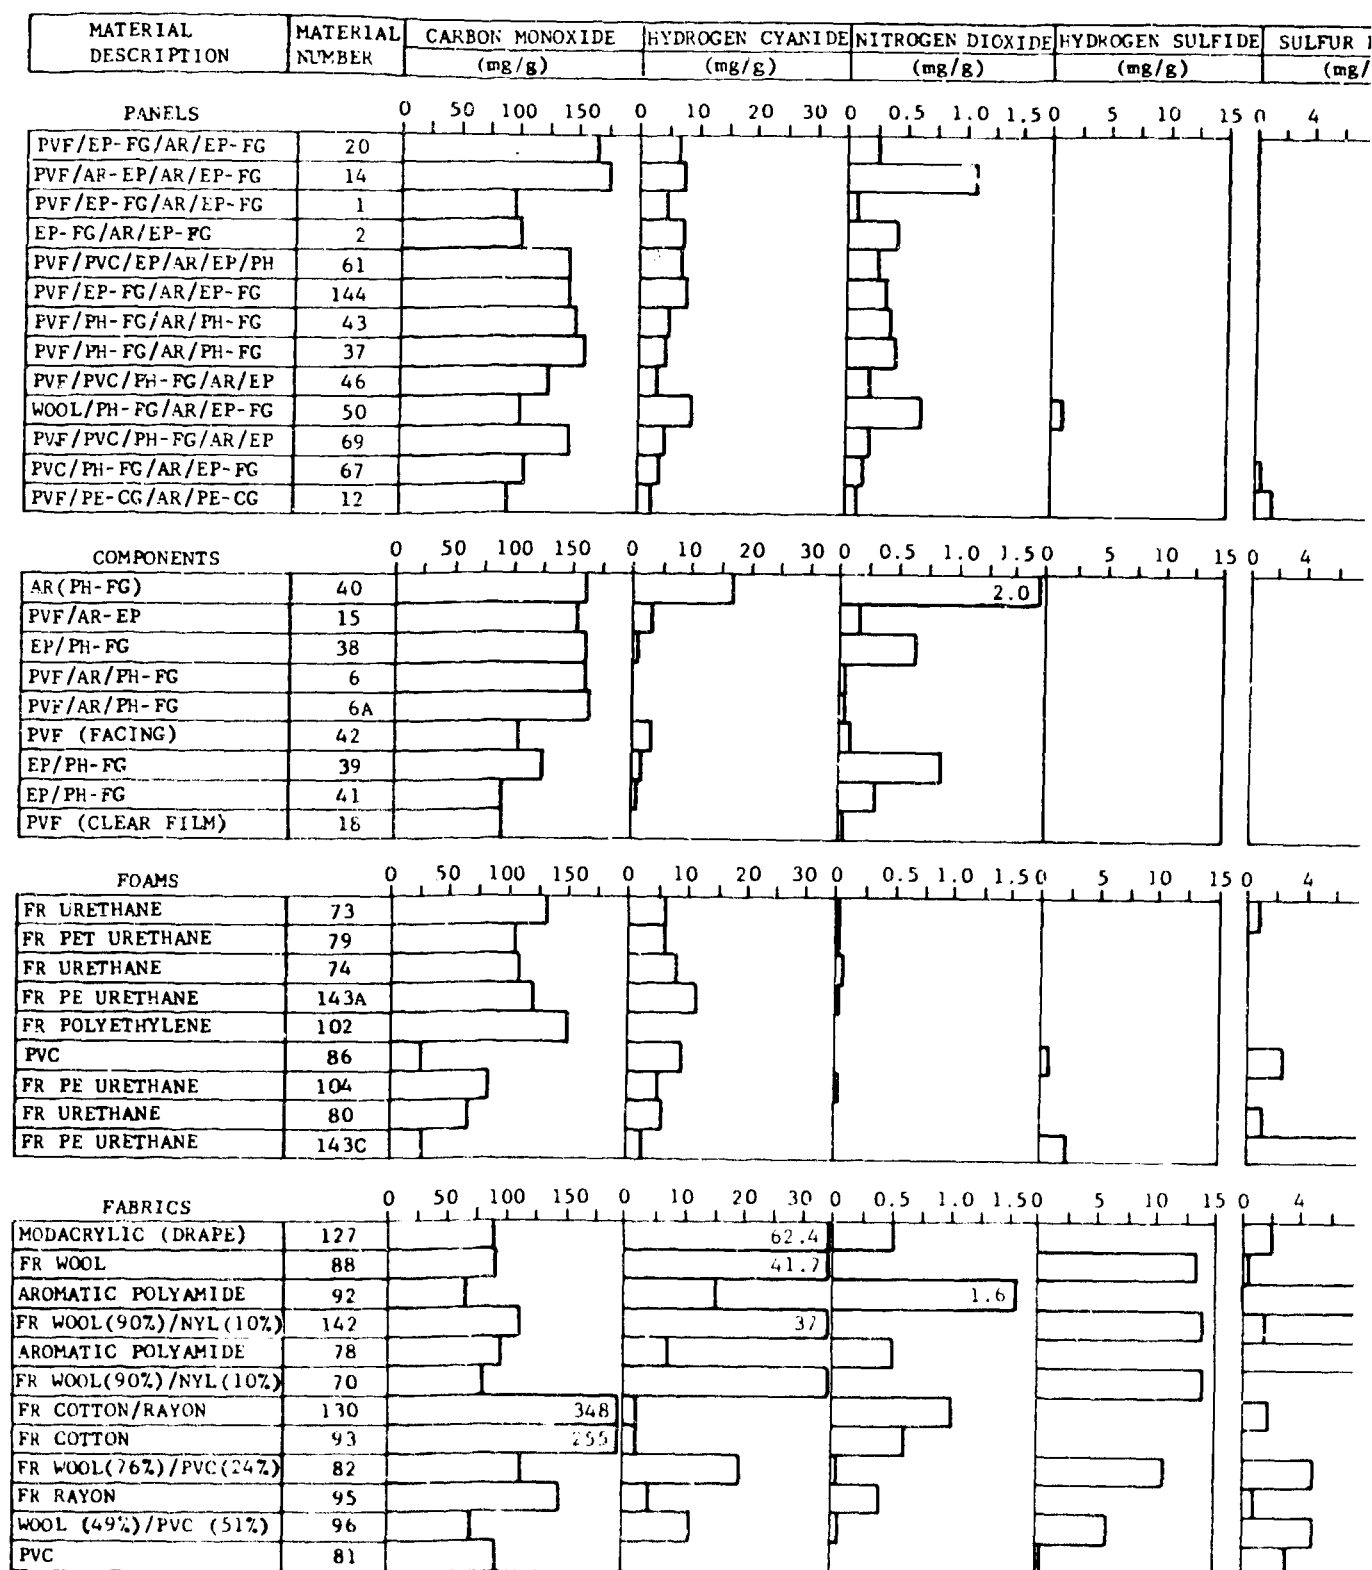 MATERIAL DESCRIPTION MATERIAL NUMBER CARBON MONOXIDE (mg/g) HYDROGEN CYANIDE (mg/g) NITROGEN DIOXIDE (mg/g) HYDROGEN SULFIDE (mg/g) SULFUR (mg/
PANELS 0 50 100 150 0 10 20 30 0 0.5 1.0 1.5 0 5 10 15 0 4
PVF/EP-FG/AR/EP-FG 20
PVF/AR-EP/AR/EP-FG 14
PVF/EP-FG/AR/EP-FG 1
EP-FG/AR/EP-FG 2
PVF/PVC/EP/AR/EP/PH 61
PVF/EP-FG/AR/EP-FG 144
PVF/PH-FG/AR/PH-FG 43
PVF/PH-FG/AR/PH-FG 37
PVF/PVC/PH-FG/AR/EP 46
WOOL/PH-FG/AR/EP-FG 50
PVF/PVC/PH-FG/AR/EP 69
PVC/PH-FG/AR/EP-FG 67
PVF/PE-CG/AR/PE-CG 12
COMPONENTS 0 50 100 150 0 10 20 30 0 0.5 1.0 1.5 0 5 10 15 0 4
AR(PH-FG) 40 2.0
PVF/AR-EP 15
EP/PH-FG 38
PVF/AR/PH-FG 6
PVF/AR/PH-FG 6A
PVF (FACING) 42
EP/PH-FG 39
EP/PH-FG 41
PVF (CLEAR FILM) 18
FOAMS 0 50 100 150 0 10 20 30 0 0.5 1.0 1.5 0 5 10 15 0 4
FR URETHANE 73
FR PET URETHANE 79
FR URETHANE 74
FR PE URETHANE 143A
FR POLYETHYLENE 102
PVC 86
FR PE URETHANE 104
FR URETHANE 80
FR PE URETHANE 143C
FABRICS 0 50 100 150 0 10 20 30 0 0.5 1.0 1.5 0 5 10 15 0 4
MODACRYLIC (DRAPE) 127 62.4
FR WOOL 88 41.7
AROMATIC POLYAMIDE 92 1.6
FR WOOL(90%)/NYL(10%) 142 37
AROMATIC POLYAMIDE 78
FR WOOL(90%)/NYL(10%) 70
FR COTTON/RAYON 130 348
FR COTTON 93 255
FR WOOL(76%)/PVC(24%) 82
FR RAYON 95
WOOL (49%)/PVC (51%) 96
PVC 81